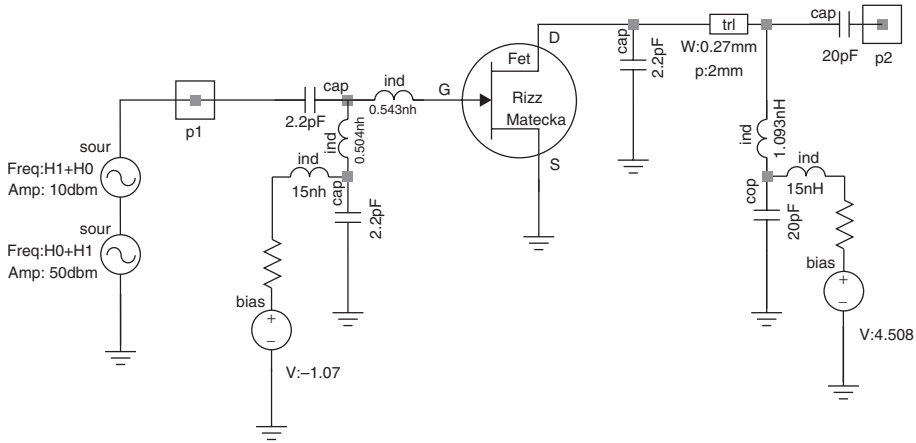 sour
Freq:H1+H0
Amp: 10dbm
sour
Freq:H0+H1
Amp: 50dbm
p1
2.2pF
cap
ind
0.543nh
ind
0.504nh
ind
15nh
cap
2.2pF
bias
+
–
V:–1.07
G
D
Fet
Rizz
Matecka
S
cap
2.2pF
trl
W:0.27mm
p:2mm
cap
20pF
p2
ind
1.093nH
ind
15nH
cop
20pF
bias
+
–
V:4.508